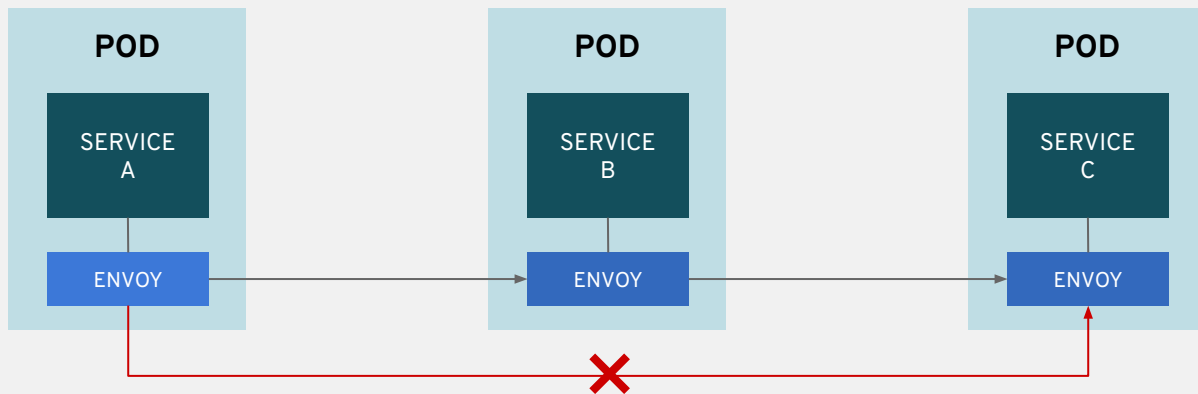 POD
SERVICE
A
ENVOY
POD
SERVICE
B
ENVOY
POD
SERVICE
C
ENVOY